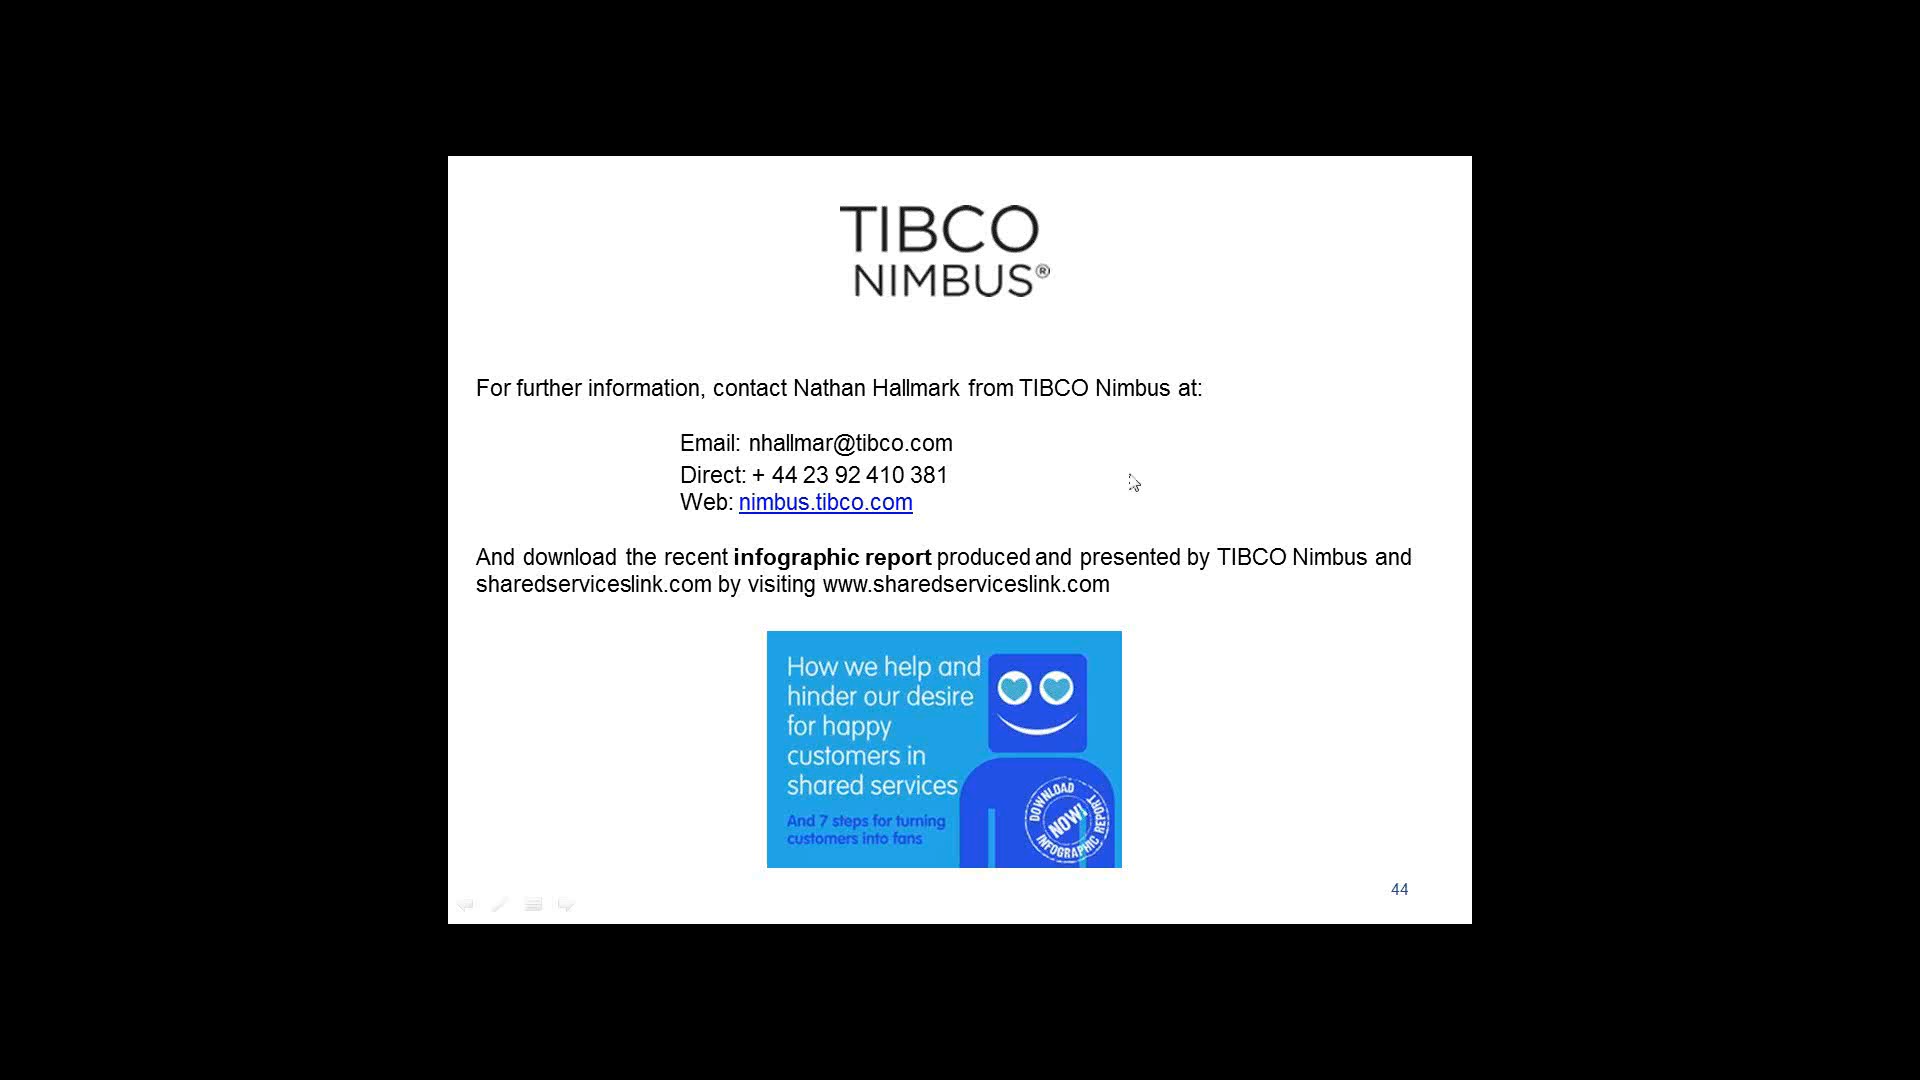 TIBCO
NIMBUS®
For further information, contact Nathan Hallmark from TIBCO Nimbus at:
Email: nhallmar@tibco.com
Direct: + 44 23 92 410 381
Web: nimbus.tibco.com
And download the recent infographic report produced and presented by TIBCO Nimbus and
sharedserviceslink.com by visiting www.sharedserviceslink.com
How we help and
hinder our desire
for happy
customers in
shared services
And 7 steps for turning
customers into fans
DOWNLOAD
NOW!
INFOGRAPHIC REPORT
44